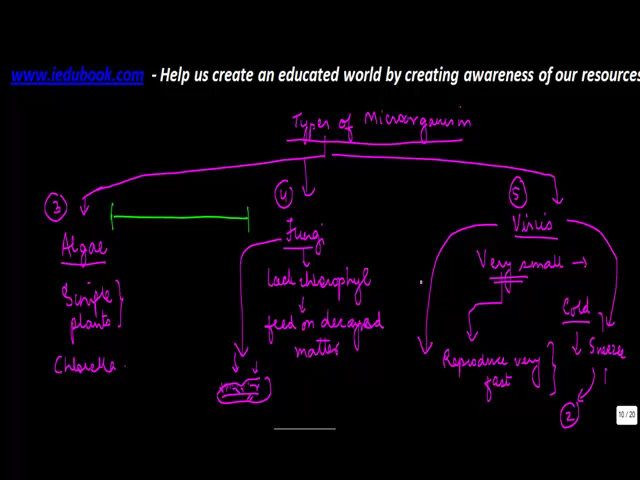 www.iedubook.com - Help us create an educated world by creating awareness of our resources
Types of Microorganism
3
4
5
Algae
Fungi
Virus
Simple
plants
Chlorella
Lack chlorophyl
feed on decayed
matter
Very small
Reproduce very
fast
Cold
Sneeze
2
10 / 20